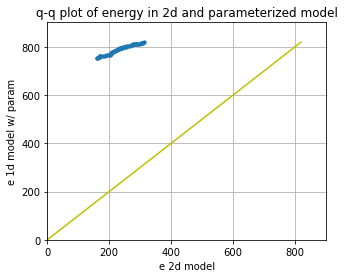 q-q plot of energy in 2d and parameterized model
e 1d model w/ param
800
600
400
200
0
0 200 400 600 800
e 2d model